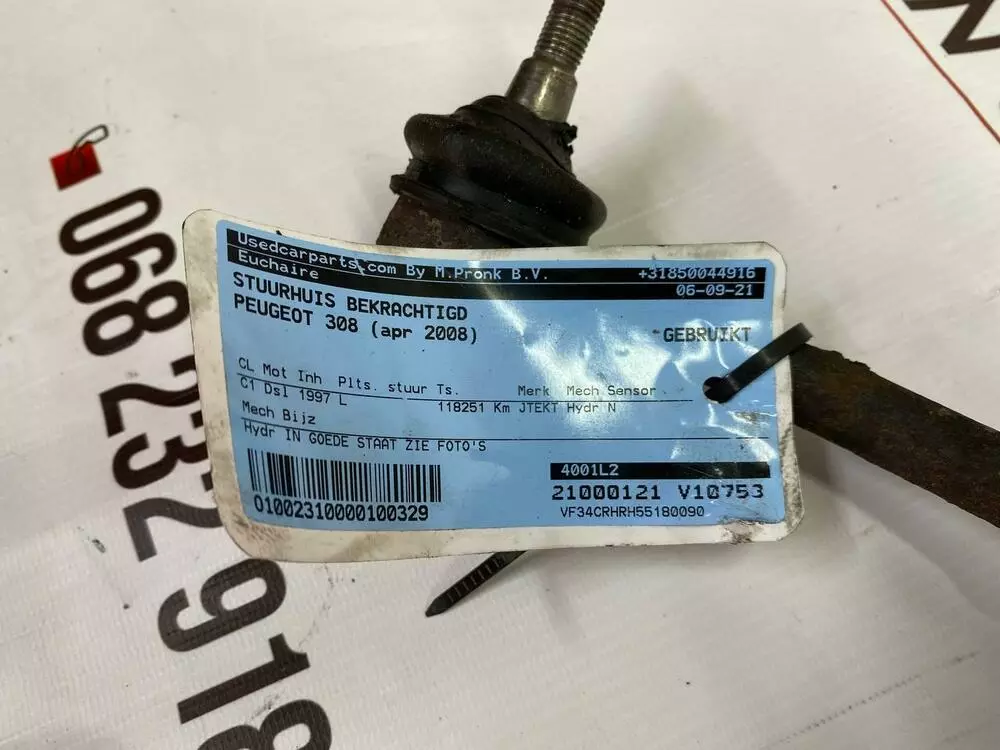 Usedcarparts.com By M.Pronk B.V. +31850044916
Euchaire 06-09-21
STUURHUIS BEKRACHTIGD
PEUGEOT 308 (apr 2008) GEBRUIKT
CL Mot Inh Plts. stuur Ts. Merk Mech Sensor
C1 Dsl 1997 L 118251 Km JTEKT Hydr N
Mech Bijz
Hydr IN GOEDE STAAT ZIE FOTO'S
4001L2
01002310000100329 21000121 V10753
VF34CRHRH55180090
068